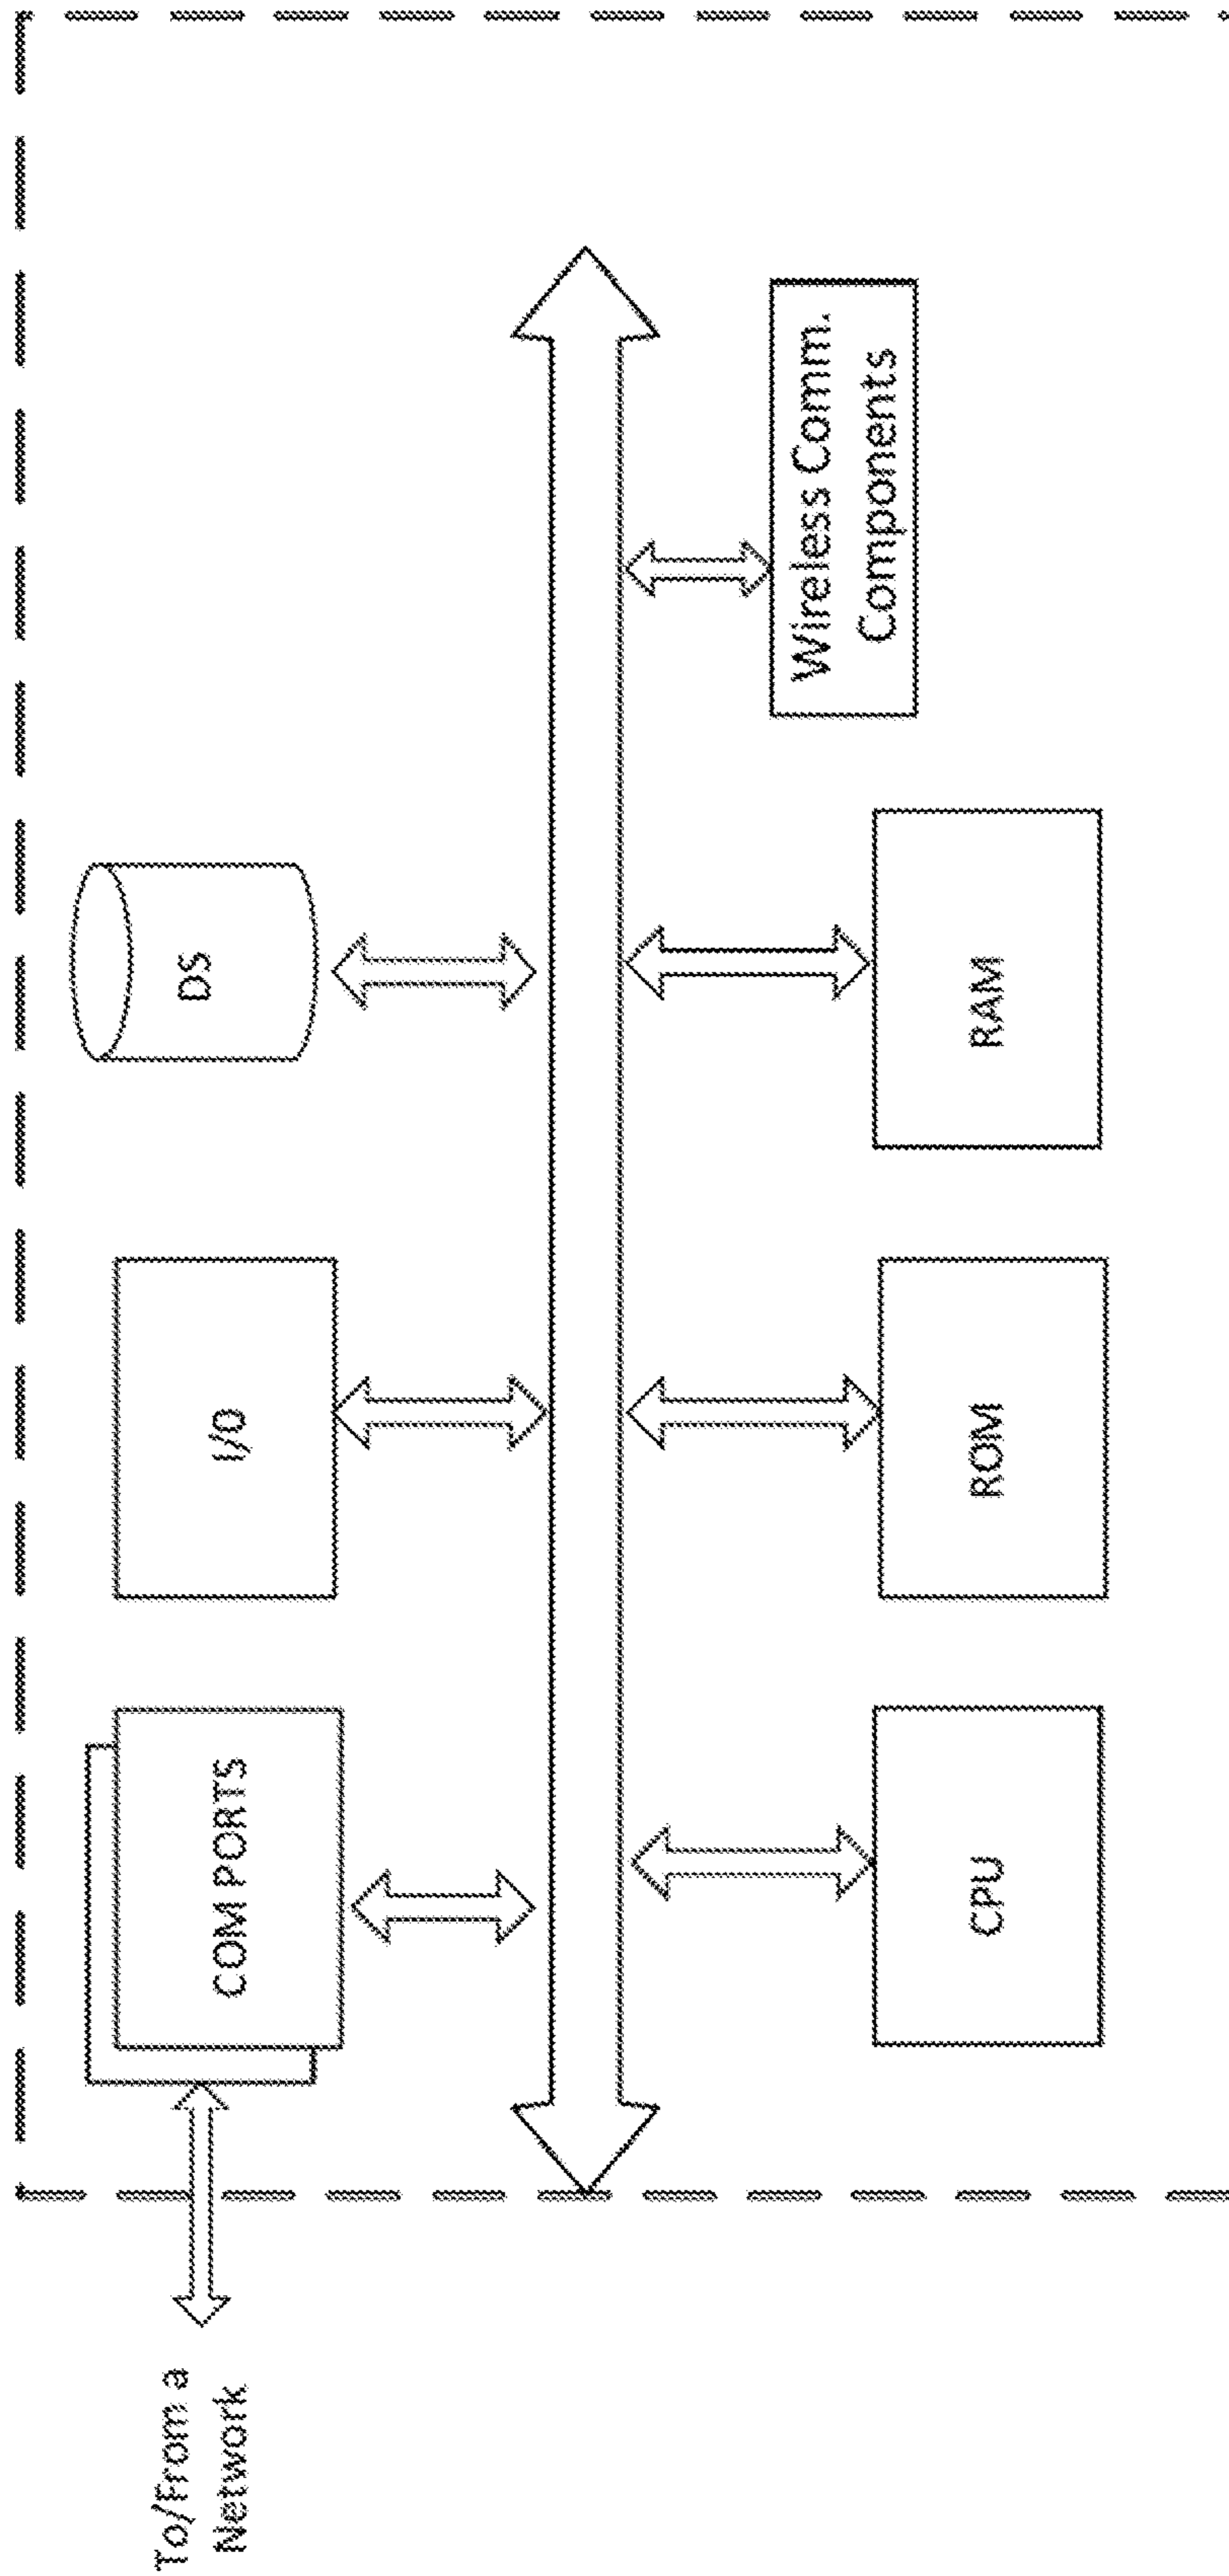 To/From a
Network
COM PORTS
I/O
DS
CPU
ROM
RAM
Wireless Comm.
Components